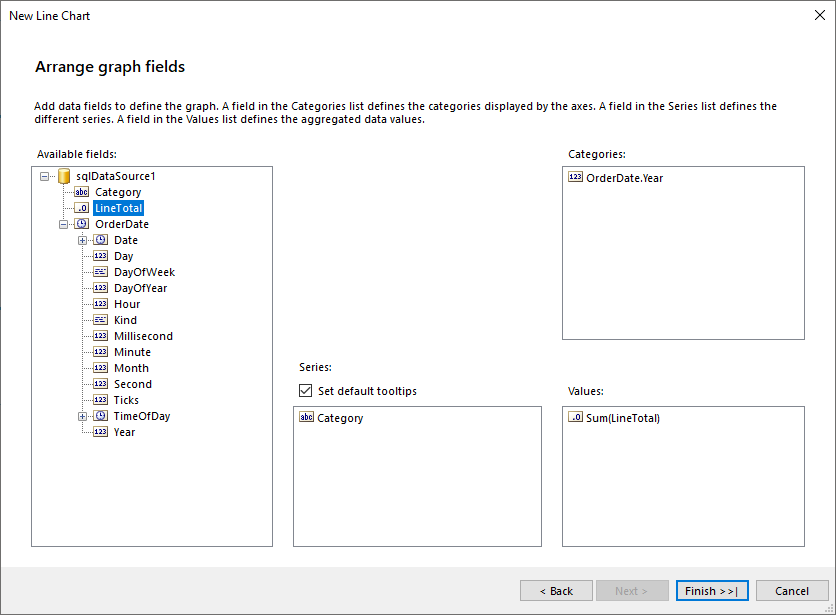 New Line Chart
Arrange graph fields
Add data fields to define the graph. A field in the Categories list defines the categories displayed by the axes. A field in the Series list defines the
different series. A field in the Values list defines the aggregated data values.
Available fields:
sqlDataSource1
abc Category
.0 LineTotal
OrderDate
Date
123 Day
DayOfWeek
123 DayOfYear
123 Hour
Kind
123 Millisecond
123 Minute
123 Month
123 Second
123 Ticks
TimeOfDay
123 Year
Categories:
123 OrderDate.Year
Series:
Set default tooltips
abc Category
Values:
.0 Sum(LineTotal)
< Back
Next >
Finish >>|
Cancel